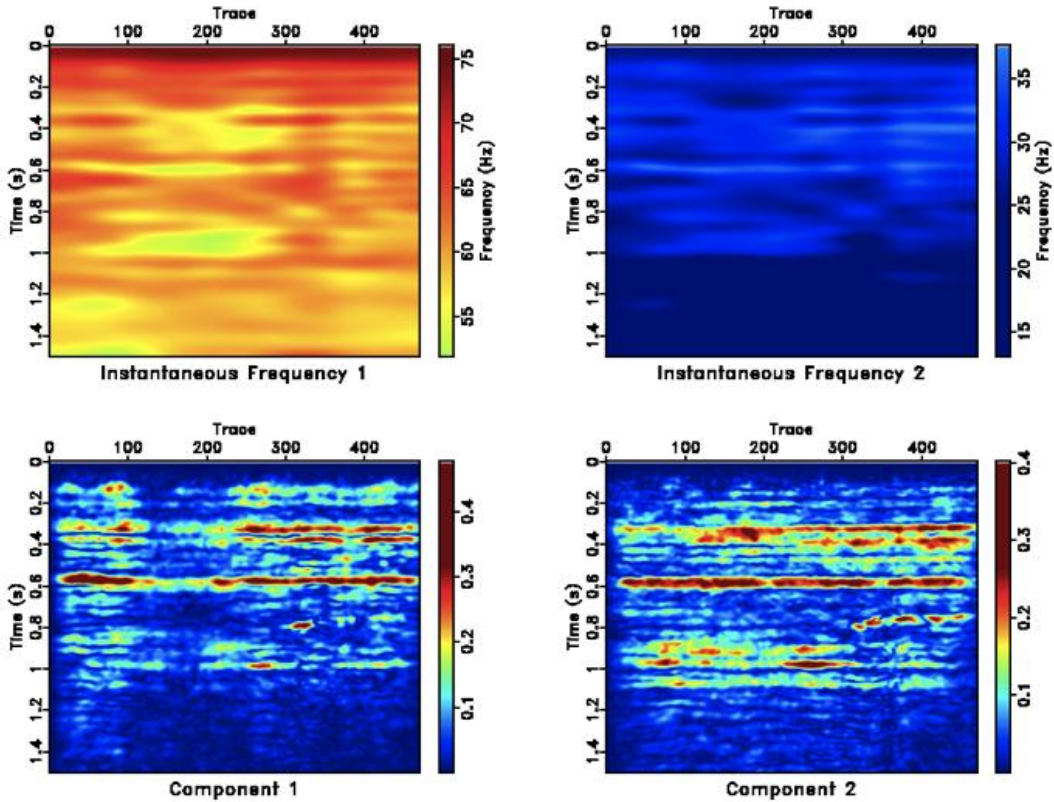 Trace
0 100 200 300 400
Time (s)
0 0.2 0.4 0.6 0.8 1 1.2 1.4
Frequency (Hz)
55 60 65 70 75
Instantaneous Frequency 1
Trace
0 100 200 300 400
Time (s)
0 0.2 0.4 0.6 0.8 1 1.2 1.4
Frequency (Hz)
15 20 25 30 35
Instantaneous Frequency 2
Trace
0 100 200 300 400
Time (s)
0 0.2 0.4 0.6 0.8 1 1.2 1.4
0.1 0.2 0.3 0.4
Component 1
Trace
0 100 200 300 400
Time (s)
0 0.2 0.4 0.6 0.8 1 1.2 1.4
0.1 0.2 0.3 0.4
Component 2